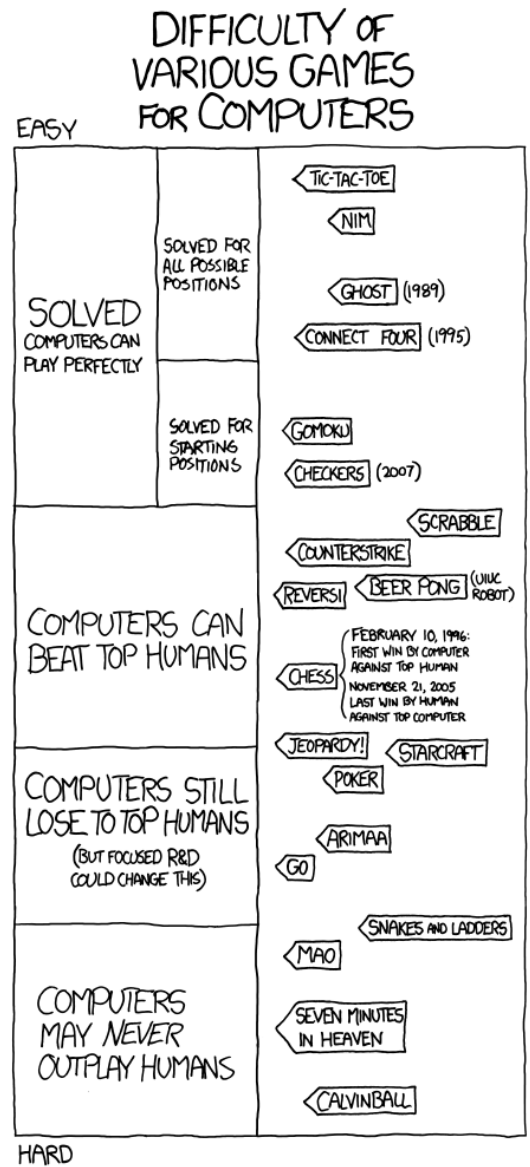 DIFFICULTY OF
VARIOUS GAMES
FOR COMPUTERS
EASY
SOLVED
COMPUTERS CAN
PLAY PERFECTLY
SOLVED FOR
ALL POSSIBLE
POSITIONS
TIC-TAC-TOE
NIM
GHOST (1989)
CONNECT FOUR (1995)
SOLVED FOR
STARTING
POSITIONS
GOMOKU
CHECKERS (2007)
COMPUTERS CAN
BEAT TOP HUMANS
SCRABBLE
COUNTERSTRIKE
REVERSI
BEER PONG (UIUC
ROBOT)
CHESS
FEBRUARY 10, 1996:
FIRST WIN BY COMPUTER
AGAINST TOP HUMAN
NOVEMBER 21, 2005
LAST WIN BY HUMAN
AGAINST TOP COMPUTER
JEOPARDY!
STARCRAFT
COMPUTERS STILL
LOSE TO TOP HUMANS
(BUT FOCUSED R&D
COULD CHANGE THIS)
POKER
ARIMAA
GO
COMPUTERS
MAY NEVER
OUTPLAY HUMANS
SNAKES AND LADDERS
MAO
SEVEN MINUTES
IN HEAVEN
CALVINBALL
HARD